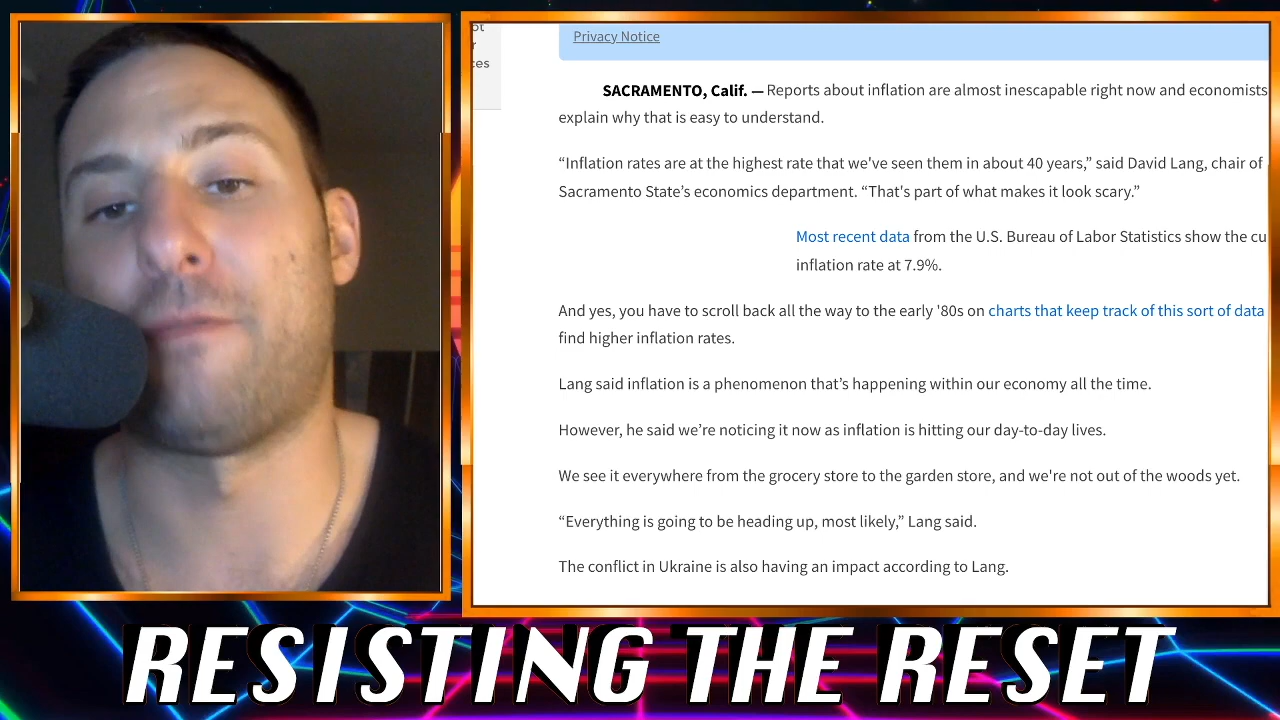 ces
Privacy Notice
SACRAMENTO, Calif. — Reports about inflation are almost inescapable right now and economists
explain why that is easy to understand.
“Inflation rates are at the highest rate that we've seen them in about 40 years,” said David Lang, chair of
Sacramento State’s economics department. “That's part of what makes it look scary.”
Most recent data from the U.S. Bureau of Labor Statistics show the cu
inflation rate at 7.9%.
And yes, you have to scroll back all the way to the early '80s on charts that keep track of this sort of data
find higher inflation rates.
Lang said inflation is a phenomenon that’s happening within our economy all the time.
However, he said we’re noticing it now as inflation is hitting our day-to-day lives.
We see it everywhere from the grocery store to the garden store, and we're not out of the woods yet.
“Everything is going to be heading up, most likely,” Lang said.
The conflict in Ukraine is also having an impact according to Lang.
RESISTING THE RESET